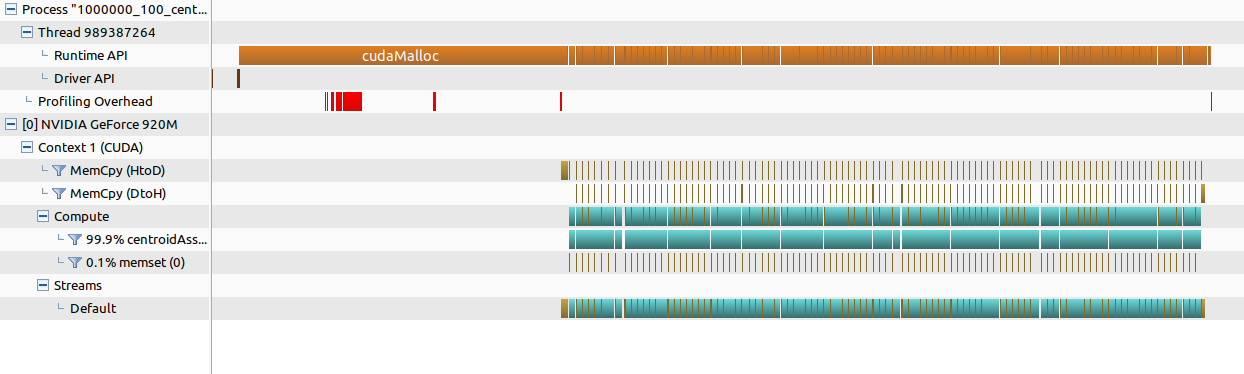 Process "1000000_100_cent...
Thread 989387264
Runtime API
cudaMalloc
Driver API
Profiling Overhead
[0] NVIDIA GeForce 920M
Context 1 (CUDA)
MemCpy (HtoD)
MemCpy (DtoH)
Compute
99.9% centroidAss...
0.1% memset (0)
Streams
Default